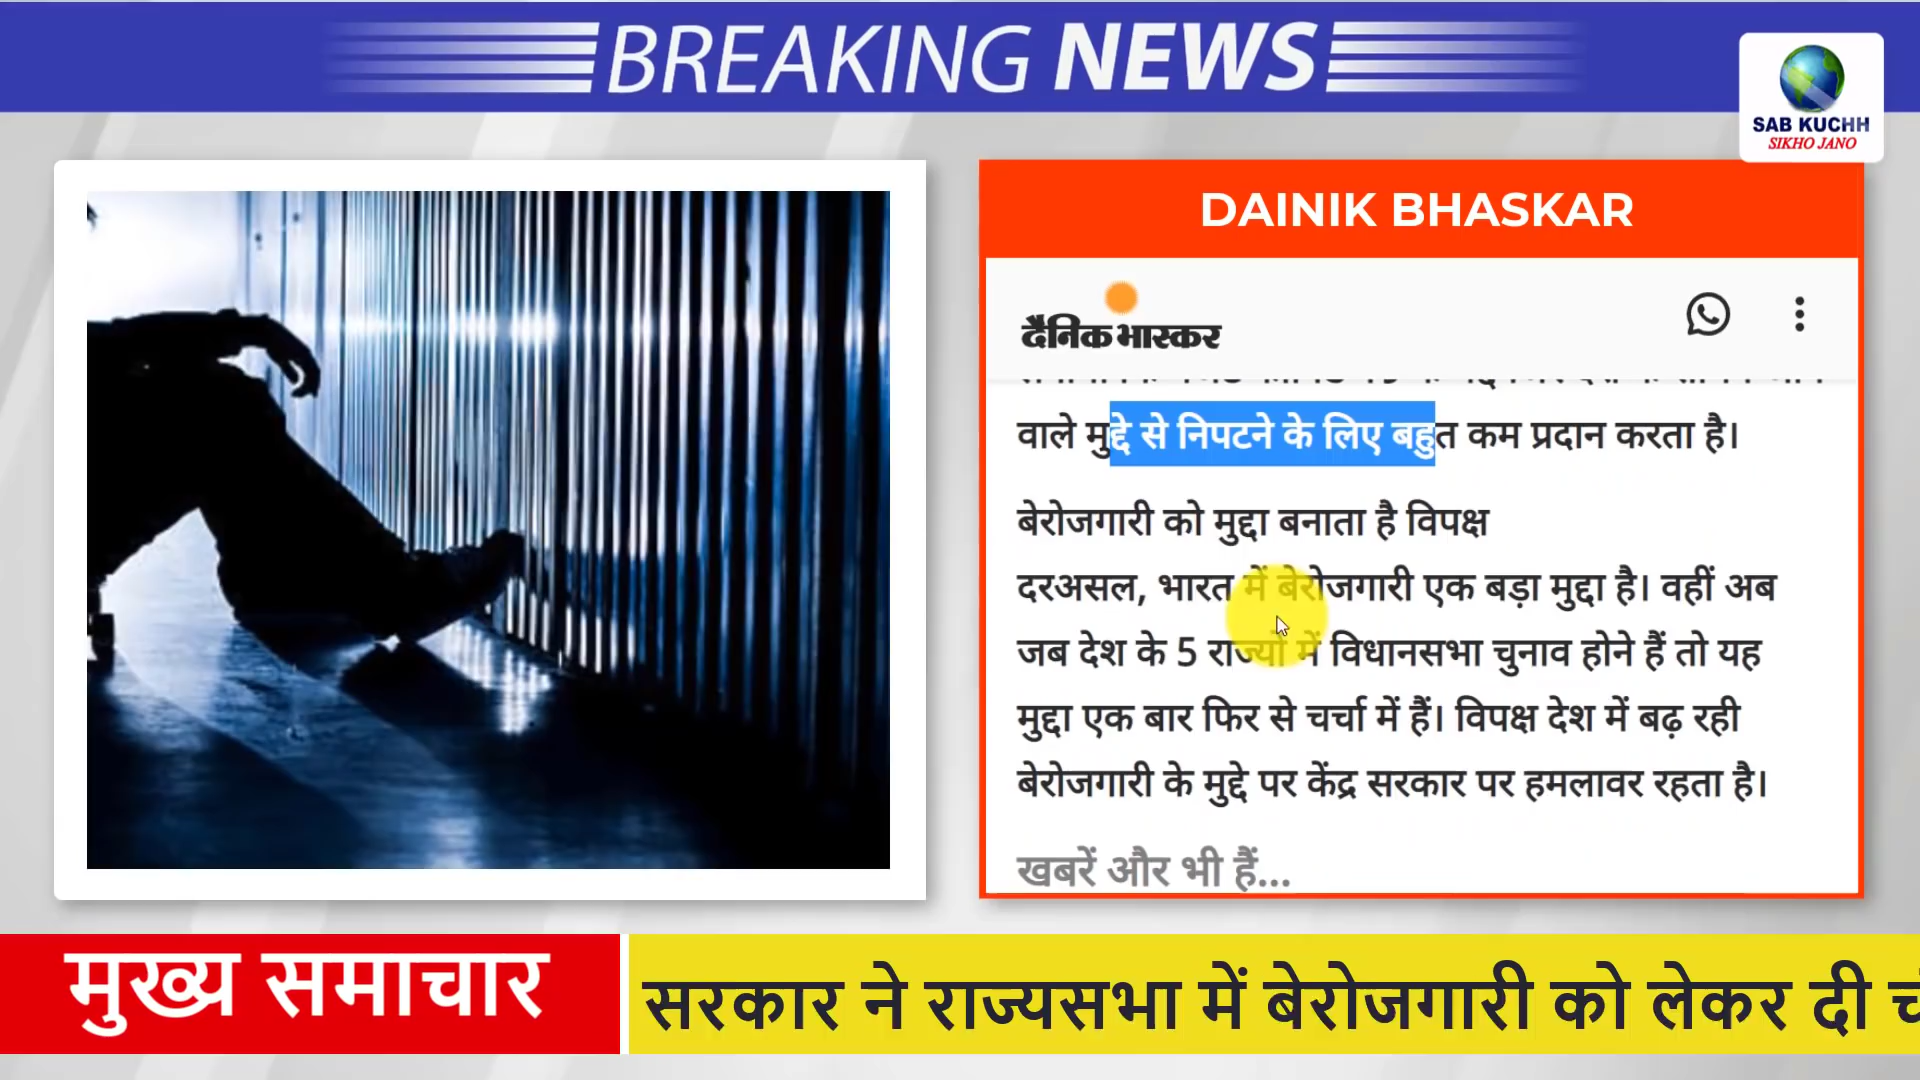 BREAKING NEWS
SAB KUCHH
SIKHO JANO
DAINIK BHASKAR
दैनिक भास्कर
वाले मुद्दे से निपटने के लिए बहुत कम प्रदान करता है।
बेरोजगारी को मुद्दा बनाता है विपक्ष
दरअसल, भारत में बेरोजगारी एक बड़ा मुद्दा है। वहीं अब
जब देश के 5 राज्यों में विधानसभा चुनाव होने हैं तो यह
मुद्दा एक बार फिर से चर्चा में हैं। विपक्ष देश में बढ़ रही
बेरोजगारी के मुद्दे पर केंद्र सरकार पर हमलावर रहता है।
खबरें और भी हैं...
मुख्य समाचार
सरकार ने राज्यसभा में बेरोजगारी को लेकर दी